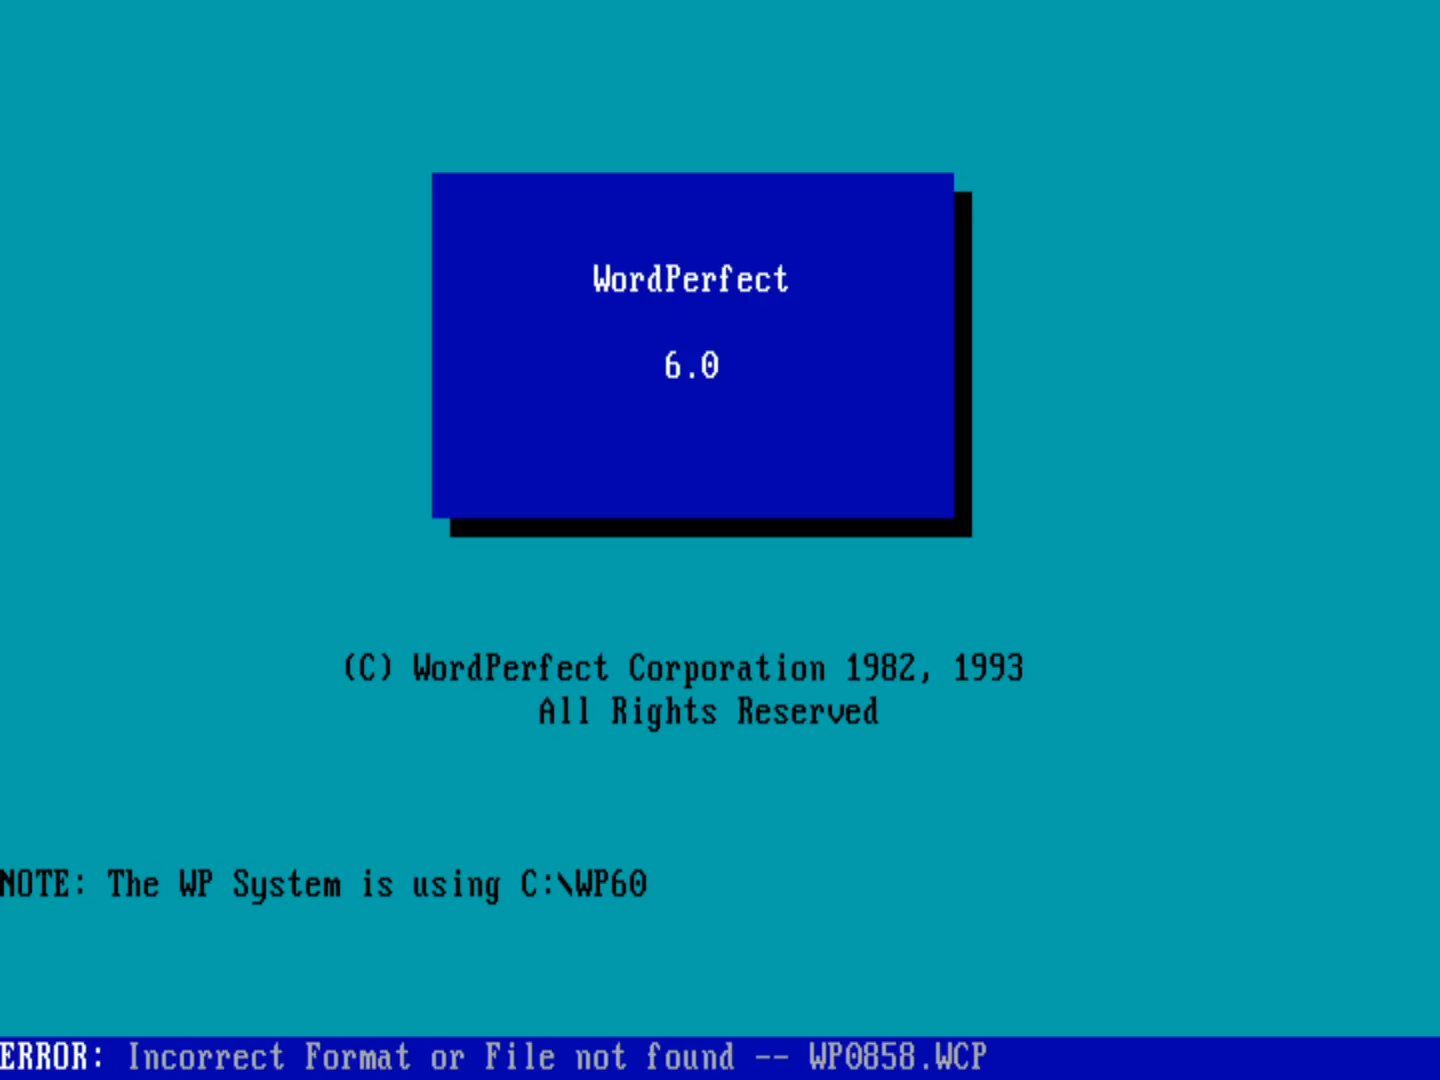 WordPerfect
6.0
(C) WordPerfect Corporation 1982, 1993
All Rights Reserved
NOTE: The WP System is using C:\WP60
ERROR: Incorrect Format or File not found -- WP0858.WCP